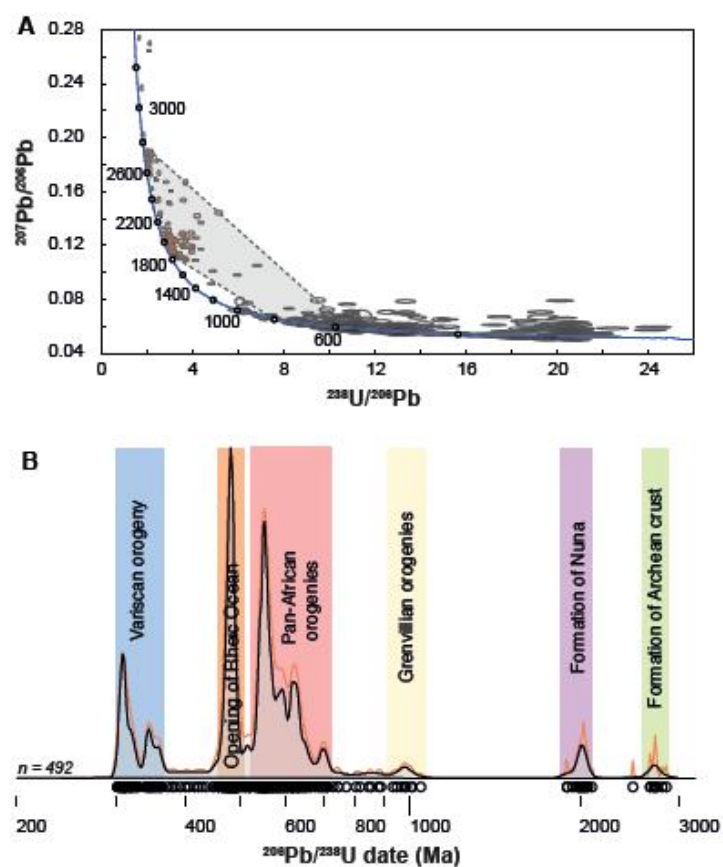 A
0.28
0.24
0.20
0.16
0.12
0.08
0.04
²⁰⁷Pb/²⁰⁶Pb
3000
2600
2200
1800
1400
1000
600
0 4 8 12 16 20 24
²³⁸U/²⁰⁶Pb
B
Variscan orogeny
Opening of Rheic Ocean
Pan-African
orogenies
Grenvillian orogenies
Formation of Nuna
Formation of Archean crust
n = 492
200 400 600 800 1000 2000 3000
²⁰⁶Pb/²³⁸U date (Ma)